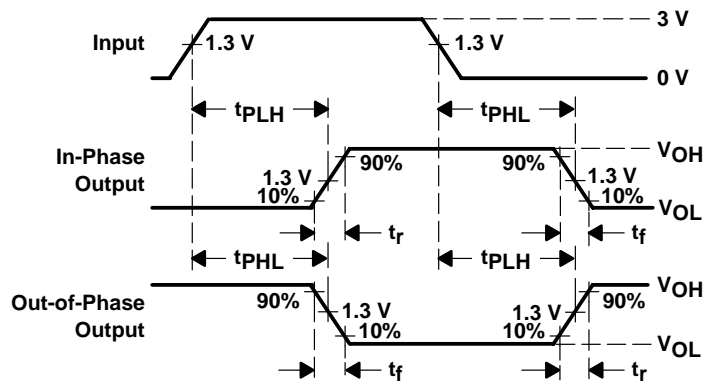 3 V
Input
1.3 V
1.3 V
0 V
tPLH
tPHL
In-Phase
Output
VOH
90%
90%
1.3 V
1.3 V
10%
10%
VOL
tr
tf
tPHL
tPLH
Out-of-Phase
Output
VOH
90%
90%
1.3 V
1.3 V
10%
10%
VOL
tf
tr